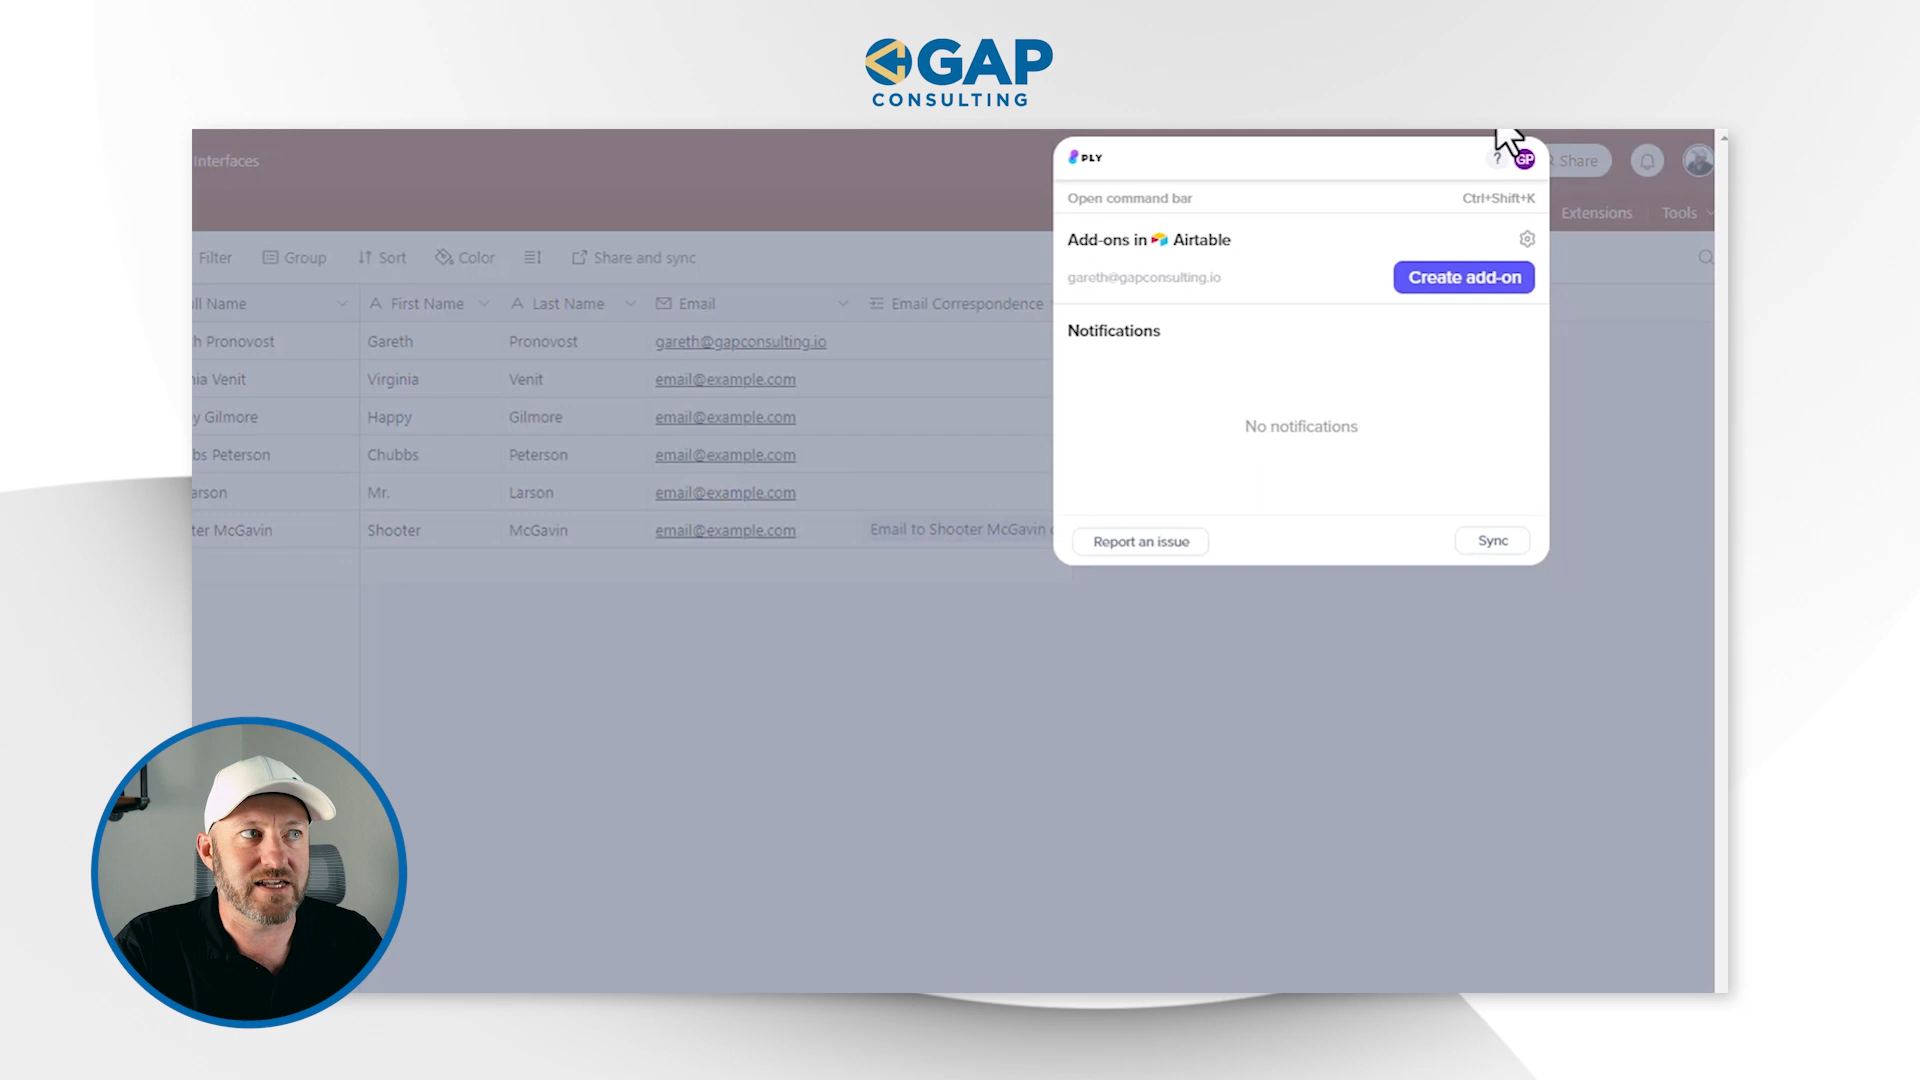 GAP
CONSULTING
Interfaces
PLY
?
GP
Share
Open command bar
Ctrl+Shift+K
Extensions
Tools
Add-ons in Airtable
gareth@gapconsulting.io
Create add-on
Filter
Group
Sort
Color
Share and sync
ll Name
First Name
Last Name
Email
Email Correspondence
Notifications
h Pronovost
Gareth
Pronovost
gareth@gapconsulting.io
ia Venit
Virginia
Venit
email@example.com
y Gilmore
Happy
Gilmore
email@example.com
No notifications
bs Peterson
Chubbs
Peterson
email@example.com
arson
Mr.
Larson
email@example.com
ter McGavin
Shooter
McGavin
email@example.com
Email to Shooter McGavin
Report an issue
Sync